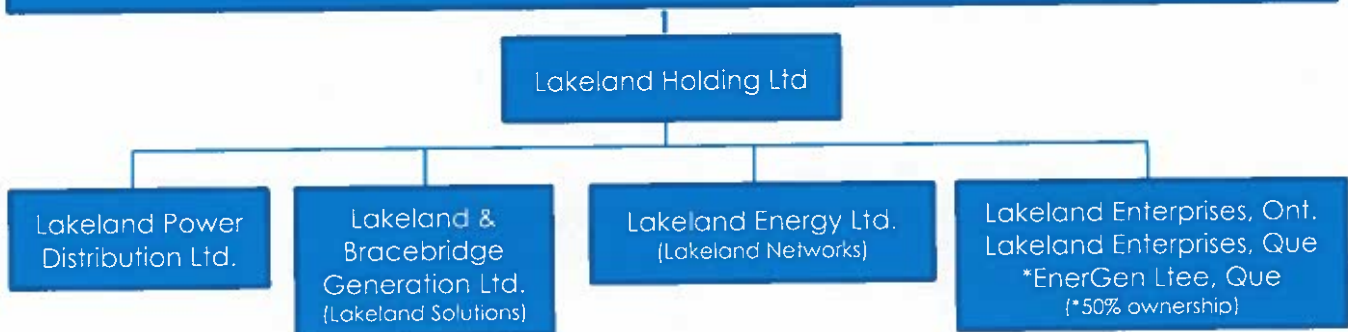 Lakeland Holding Ltd
Lakeland Power
Distribution Ltd.
Lakeland &
Bracebridge
Generation Ltd.
(Lakeland Solutions)
Lakeland Energy Ltd.
(Lakeland Networks)
Lakeland Enterprises, Ont.
Lakeland Enterprises, Que
*EnerGen Ltee, Que
(*50% ownership)